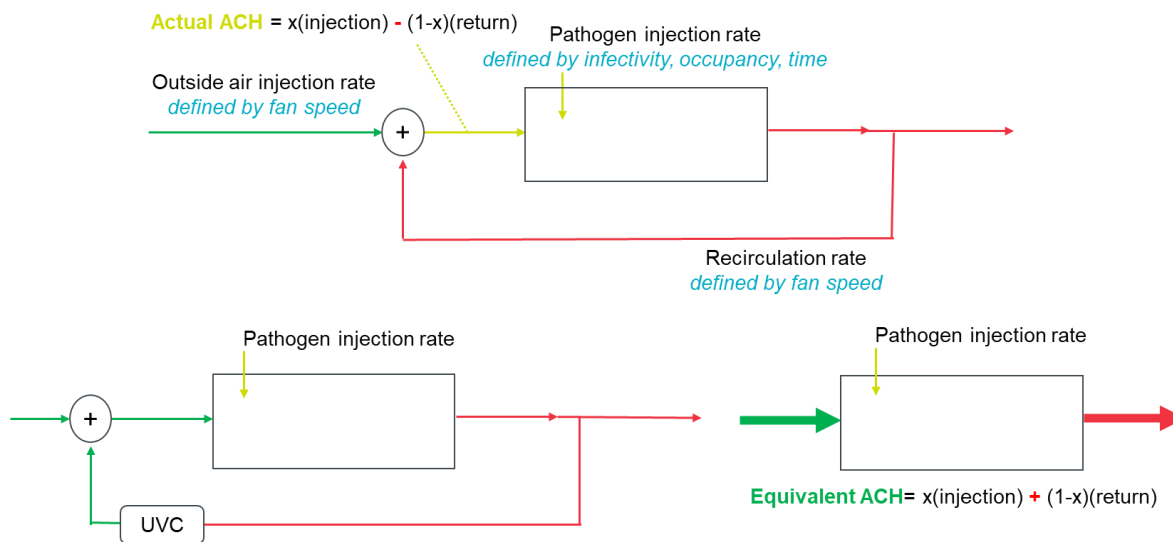 Actual ACH = x(injection) - (1-x)(return)
Pathogen injection rate
defined by infectivity, occupancy, time
Outside air injection rate
defined by fan speed
+
Recirculation rate
defined by fan speed
Pathogen injection rate
+
UVC
Pathogen injection rate
Equivalent ACH= x(injection) + (1-x)(return)